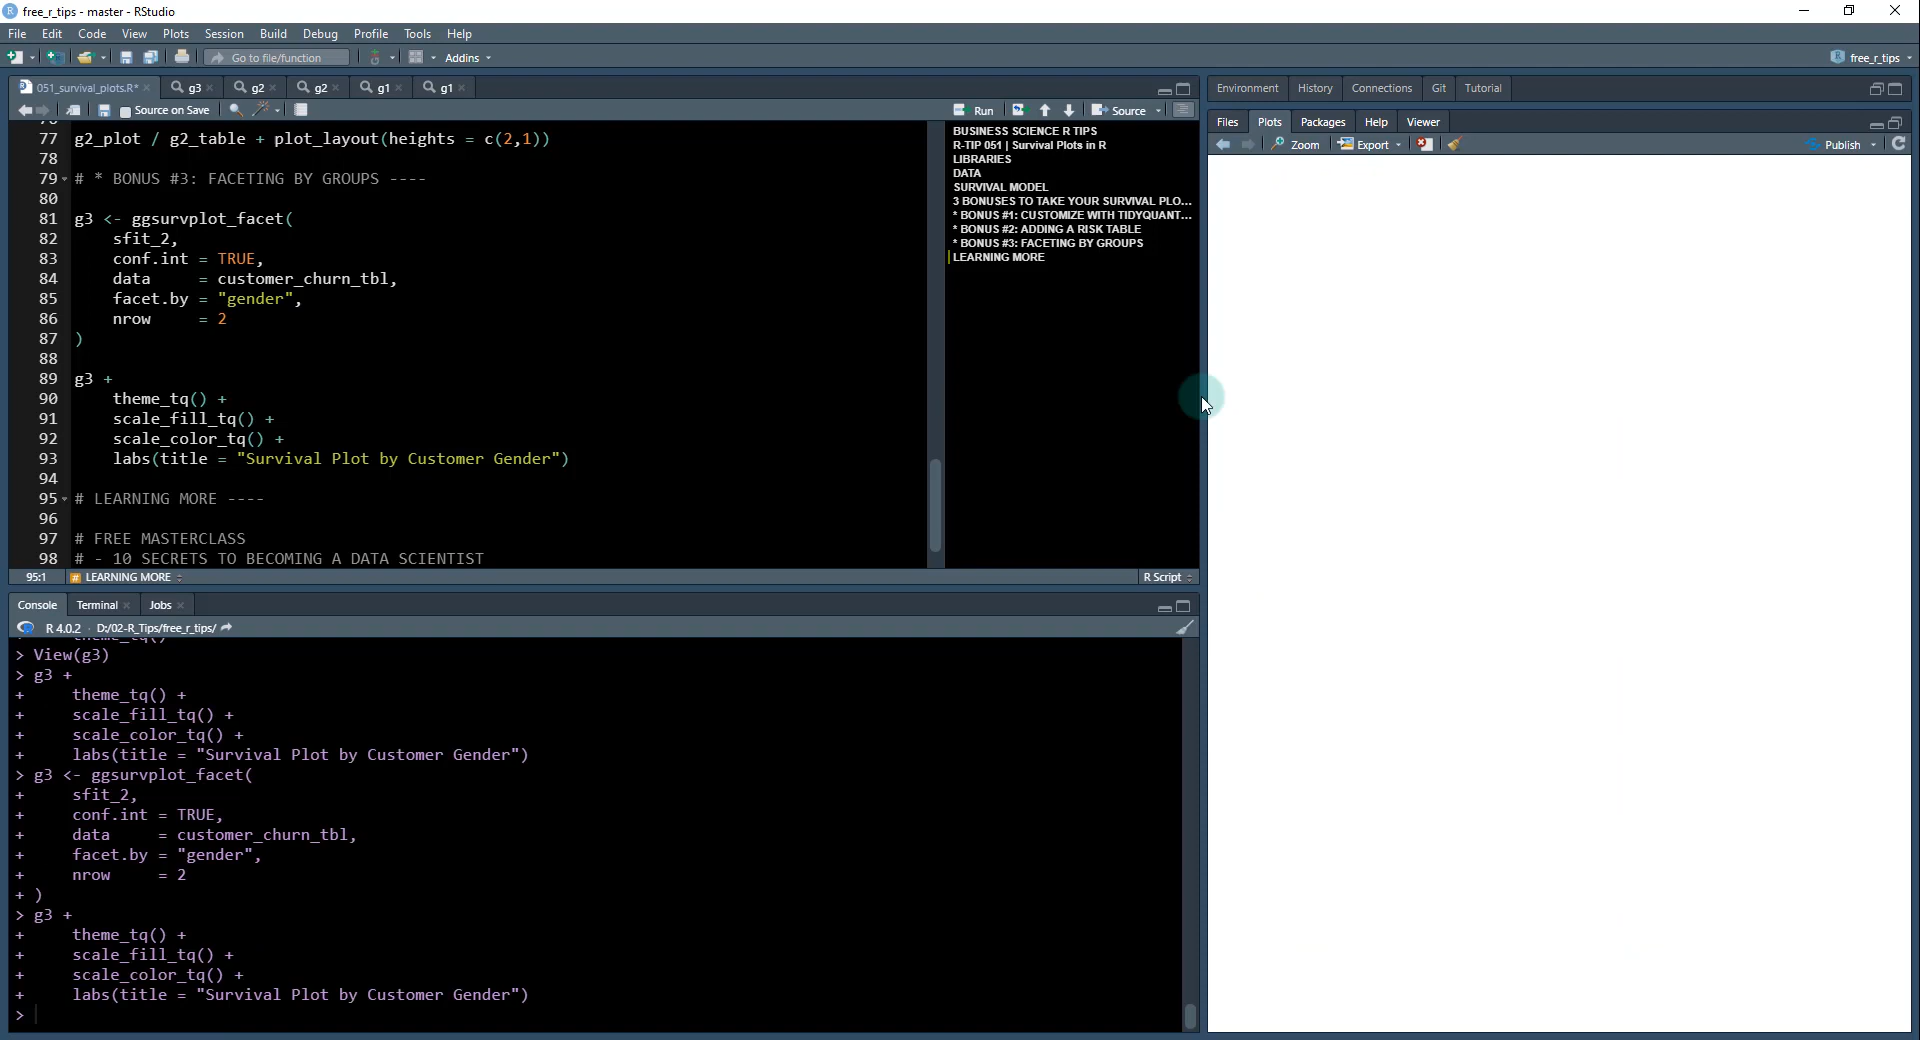 free_r_tips - master - RStudio
File Edit Code View Plots Session Build Debug Profile Tools Help
Go to file/function Addins free_r_tips
051_survival_plots.R* g3 g2 g2 g1 g1
Source on Save Run Source
77 g2_plot / g2_table + plot_layout(heights = c(2,1))
78
79 # * BONUS #3: FACETING BY GROUPS ----
80
81 g3 <- ggsurvplot_facet(
82 sfit_2,
83 conf.int = TRUE,
84 data = customer_churn_tbl,
85 facet.by = "gender",
86 nrow = 2
87 )
88
89 g3 +
90 theme_tq() +
91 scale_fill_tq() +
92 scale_color_tq() +
93 labs(title = "Survival Plot by Customer Gender")
94
95 # LEARNING MORE ----
96
97 # FREE MASTERCLASS
98 # - 10 SECRETS TO BECOMING A DATA SCIENTIST
95:1 # LEARNING MORE R Script
BUSINESS SCIENCE R TIPS
R-TIP 051 | Survival Plots in R
LIBRARIES
DATA
SURVIVAL MODEL
3 BONUSES TO TAKE YOUR SURVIVAL PLO...
* BONUS #1: CUSTOMIZE WITH TIDYQUANT...
* BONUS #2: ADDING A RISK TABLE
* BONUS #3: FACETING BY GROUPS
LEARNING MORE
Console Terminal Jobs
R 4.0.2 · D:/02-R_Tips/free_r_tips/
> View(g3)
> g3 +
+ theme_tq() +
+ scale_fill_tq() +
+ scale_color_tq() +
+ labs(title = "Survival Plot by Customer Gender")
> g3 <- ggsurvplot_facet(
+ sfit_2,
+ conf.int = TRUE,
+ data = customer_churn_tbl,
+ facet.by = "gender",
+ nrow = 2
+ )
> g3 +
+ theme_tq() +
+ scale_fill_tq() +
+ scale_color_tq() +
+ labs(title = "Survival Plot by Customer Gender")
>
Environment History Connections Git Tutorial
Files Plots Packages Help Viewer
Zoom Export Publish